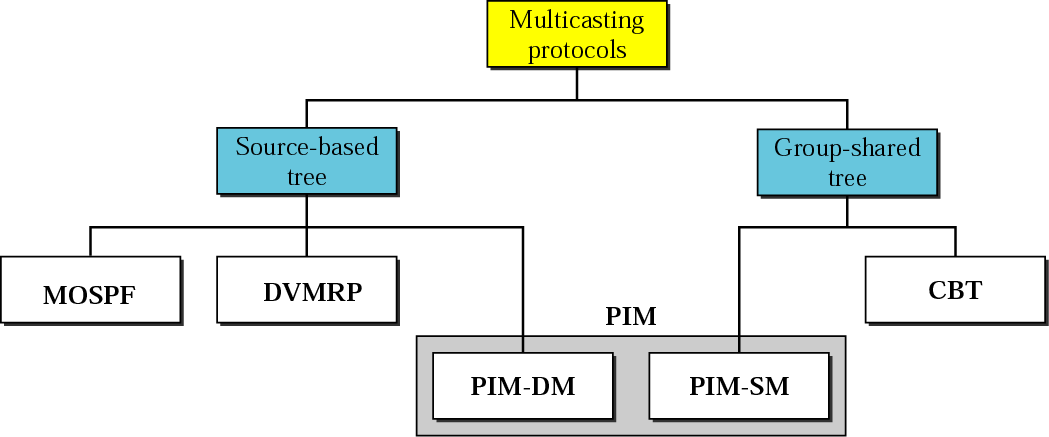 Multicasting
protocols
Source-based
tree
Group-shared
tree
MOSPF
DVMRP
CBT
PIM
PIM-DM
PIM-SM